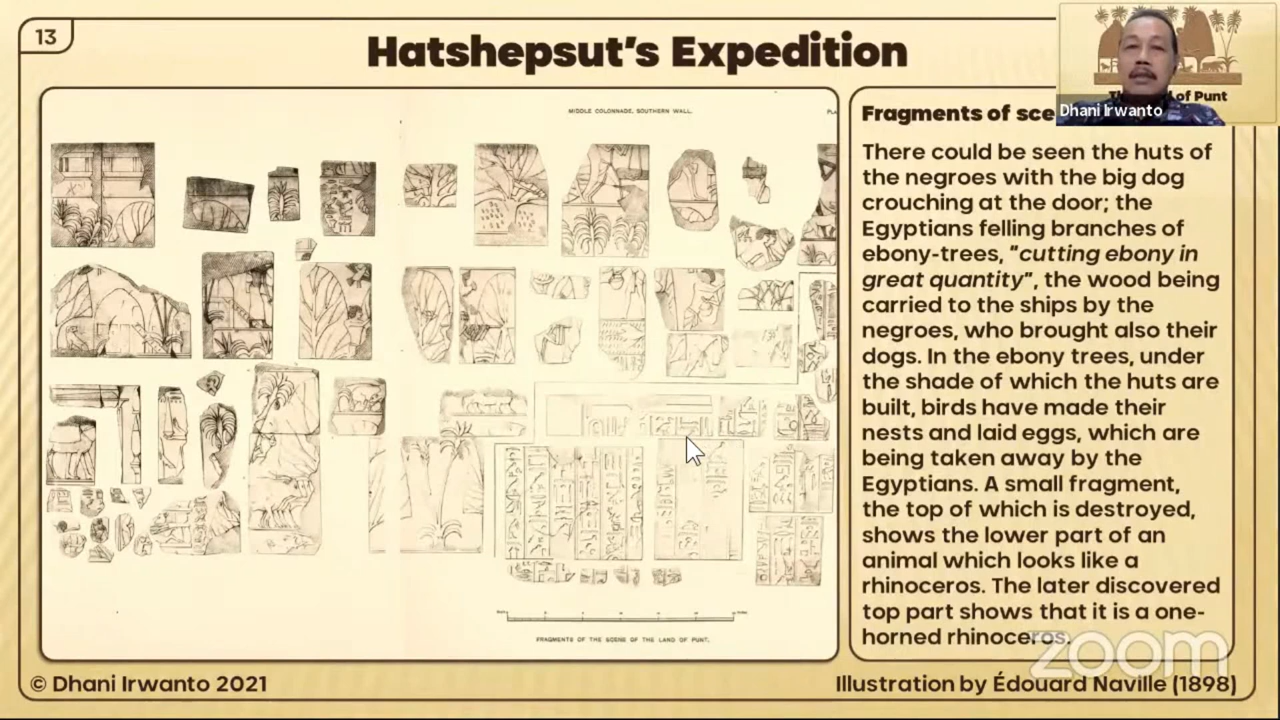 13
Hatshepsut's Expedition
of Punt
Dhani Irwanto
MIDDLE COLONNADE, SOUTHERN WALL.
FRAGMENTS OF THE SCENE OF THE LAND OF PUNT.
Fragments of
There could be seen the huts of
the negroes with the big dog
crouching at the door; the
Egyptians felling branches of
ebony-trees, "cutting ebony in
great quantity", the wood being
carried to the ships by the
negroes, who brought also their
dogs. In the ebony trees, under
the shade of which the huts are
built, birds have made their
nests and laid eggs, which are
being taken away by the
Egyptians. A small fragment,
the top of which is destroyed,
shows the lower part of an
animal which looks like a
rhinoceros. The later discovered
top part shows that it is a one-
horned rhinoceros.
zoom
© Dhani Irwanto 2021
Illustration by Édouard Naville (1898)